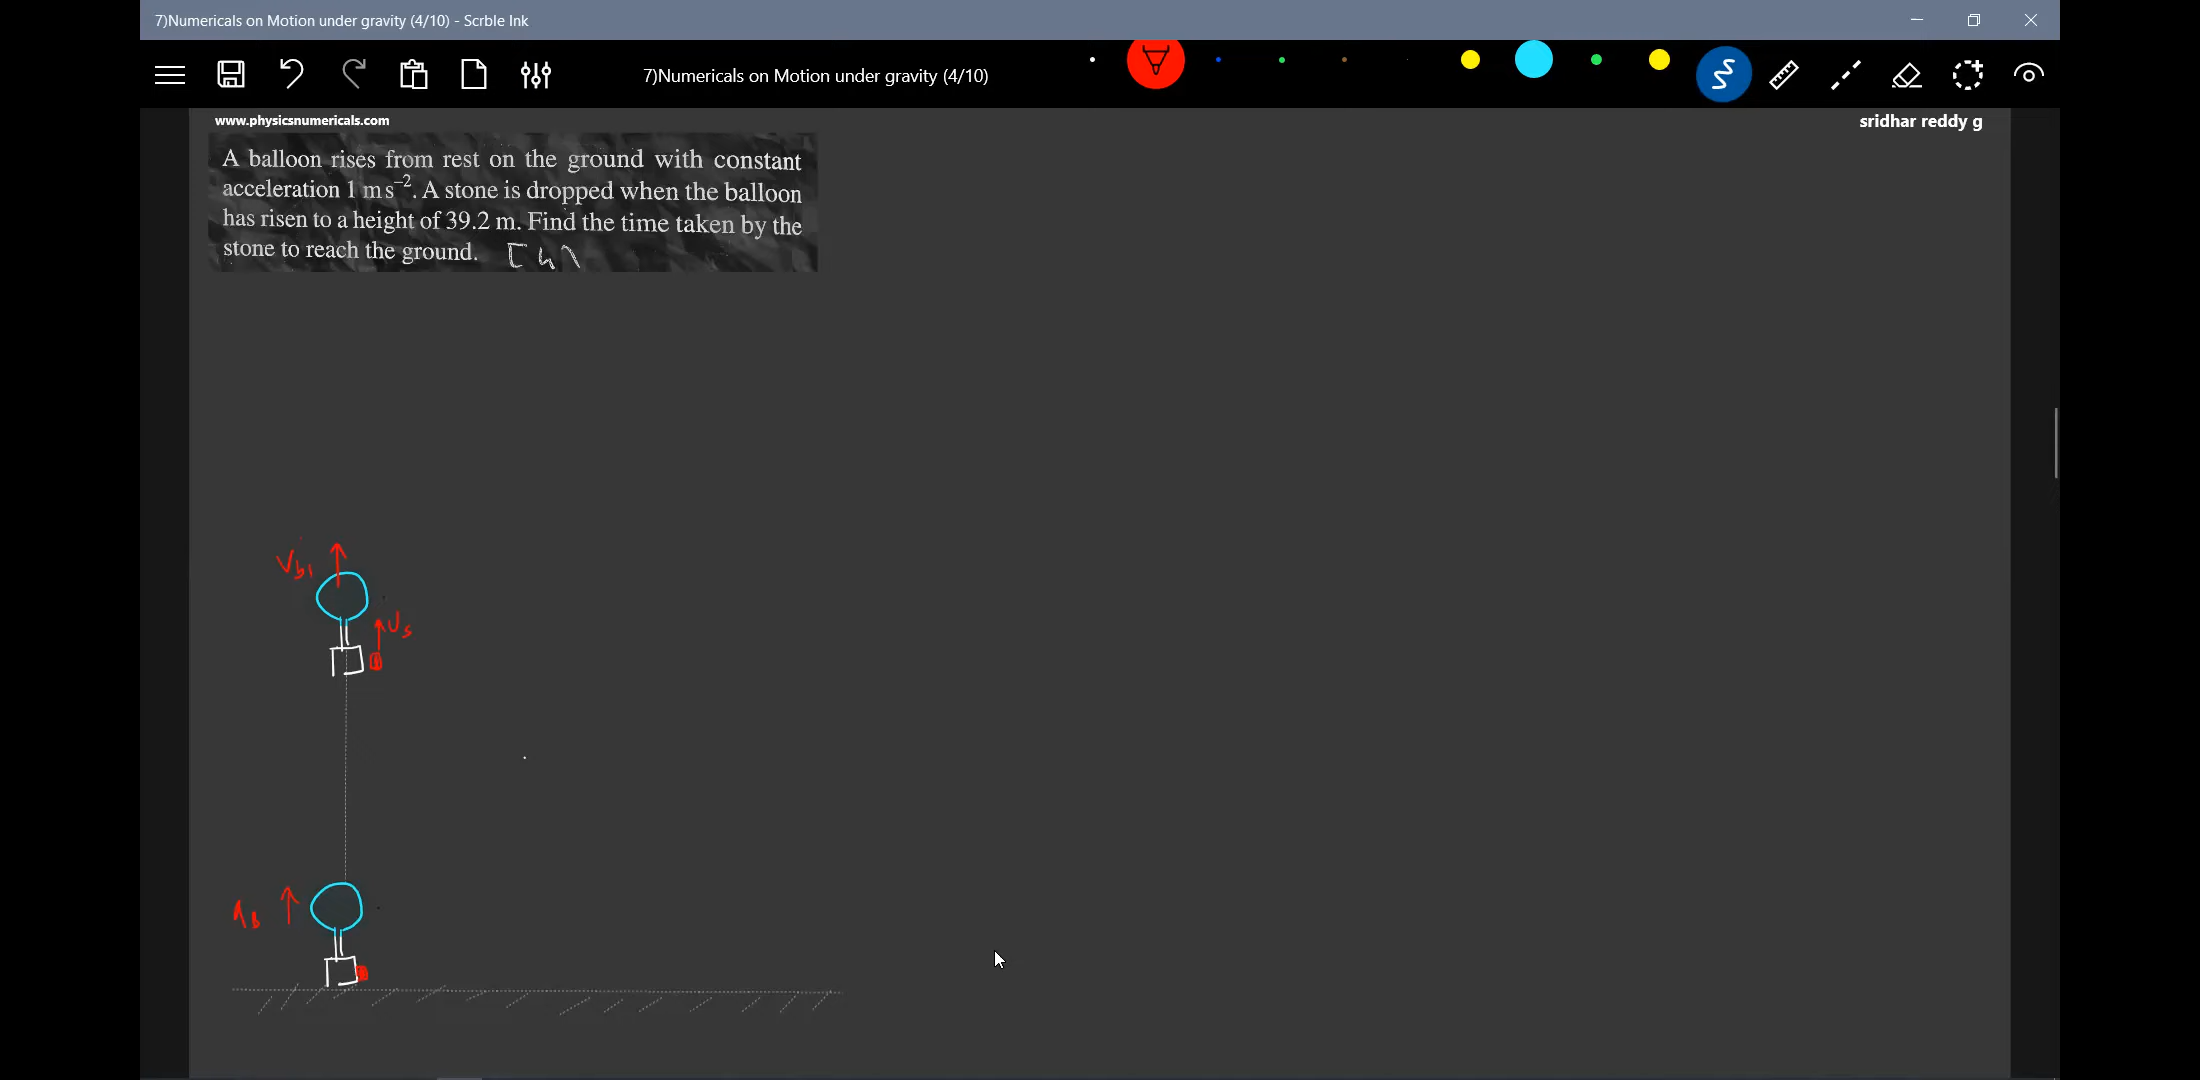 7)Numericals on Motion under gravity (4/10) - Scrble Ink
7)Numericals on Motion under gravity (4/10)
www.physicsnumericals.com
sridhar reddy g
A balloon rises from rest on the ground with constant
acceleration 1 m s⁻². A stone is dropped when the balloon
has risen to a height of 39.2 m. Find the time taken by the
stone to reach the ground.
V b1
U s